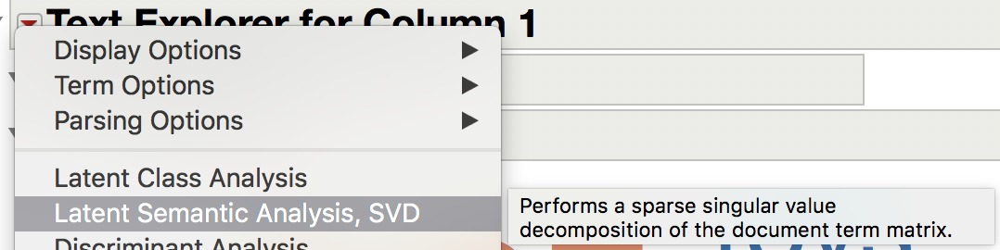 Text Explorer for Column 1
Display Options
Term Options
Parsing Options
Latent Class Analysis
Latent Semantic Analysis, SVD
Performs a sparse singular value
decomposition of the document term matrix.
Discriminant Analysis